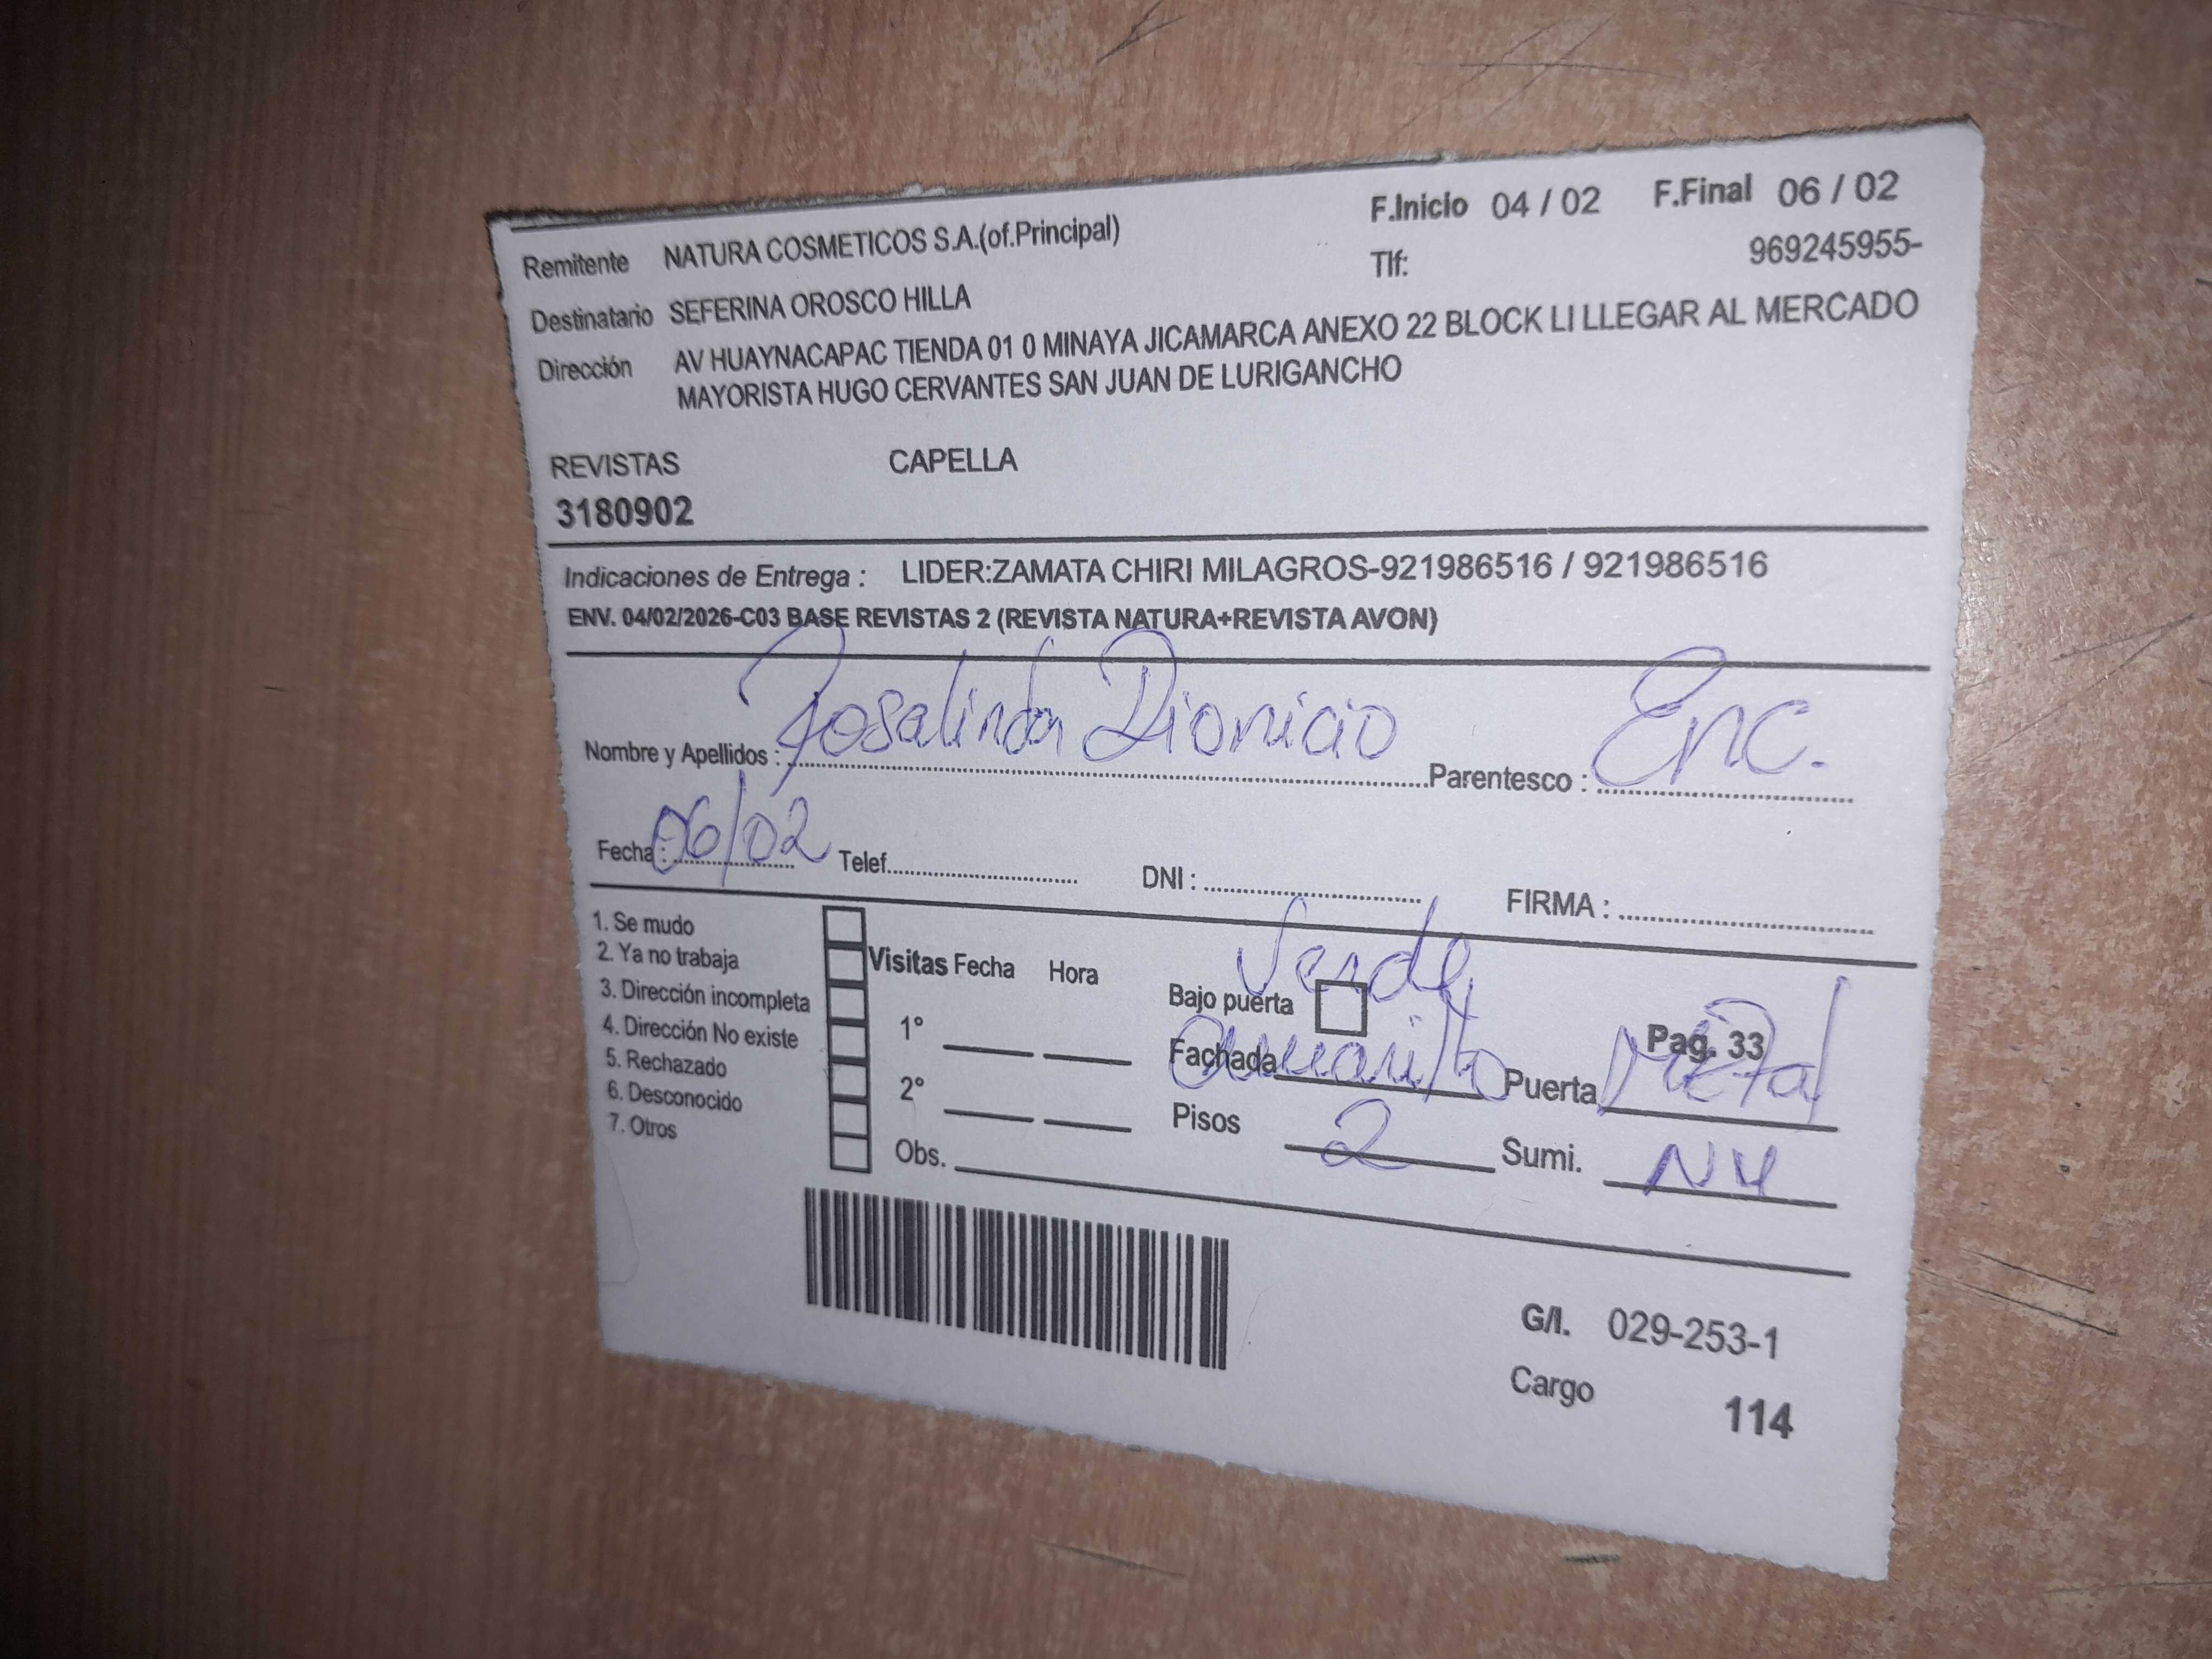 Remitente NATURA COSMETICOS S.A.(of.Principal) F.Inicio 04 / 02 F.Final 06 / 02
Tlf: 969245955-
Destinatario SEFERINA OROSCO HILLA
Dirección AV HUAYNACAPAC TIENDA 01 0 MINAYA JICAMARCA ANEXO 22 BLOCK LI LLEGAR AL MERCADO
MAYORISTA HUGO CERVANTES SAN JUAN DE LURIGANCHO
REVISTAS CAPELLA
3180902
Indicaciones de Entrega : LIDER:ZAMATA CHIRI MILAGROS-921986516 / 921986516
ENV. 04/02/2026-C03 BASE REVISTAS 2 (REVISTA NATURA+REVISTA AVON)
Nombre y Apellidos : Rosalinda Dionicio Parentesco : Enc.
Fecha : 06/02 Telef. DNI : FIRMA :
1. Se mudo
2. Ya no trabaja
3. Dirección incompleta
4. Dirección No existe
5. Rechazado
6. Desconocido
7. Otros
Visitas Fecha Hora
1°
2°
Obs.
Verde
Bajo puerta
Pag. 33
Fachada amarillo Puerta Metal
Pisos 2 Sumi. N4
G/I. 029-253-1
Cargo 114